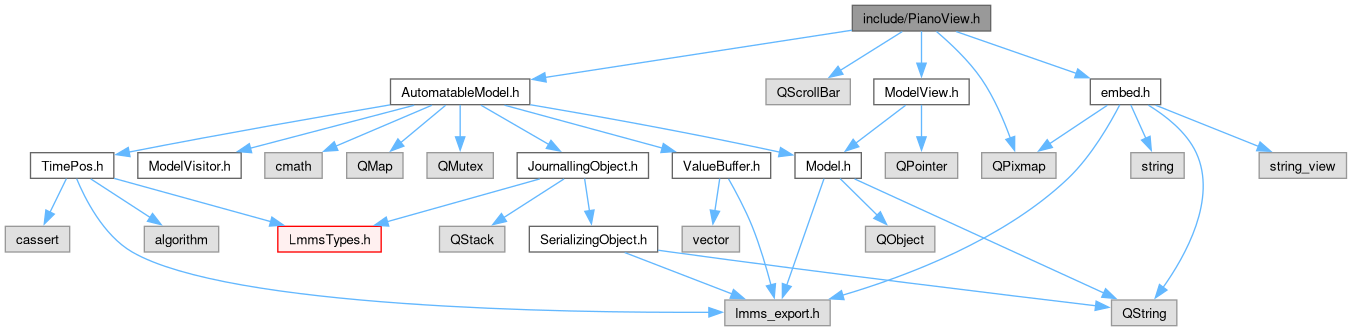 include/PianoView.h
AutomatableModel.h
QScrollBar
ModelView.h
embed.h
TimePos.h
ModelVisitor.h
cmath
QMap
QMutex
JournallingObject.h
ValueBuffer.h
Model.h
QPointer
QPixmap
string
string_view
cassert
algorithm
LmmsTypes.h
QStack
SerializingObject.h
vector
QObject
lmms_export.h
QString